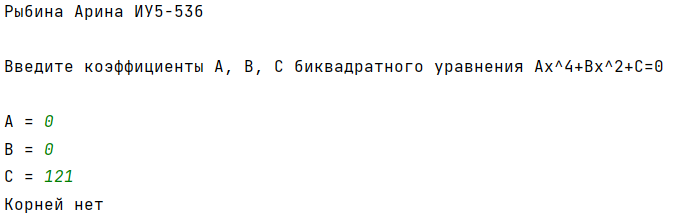 Рыбина Арина ИУ5-53б
Введите коэффициенты A, B, C биквадратного уравнения Ax^4+Bx^2+C=0
A = 0
B = 0
C = 121
Корней нет